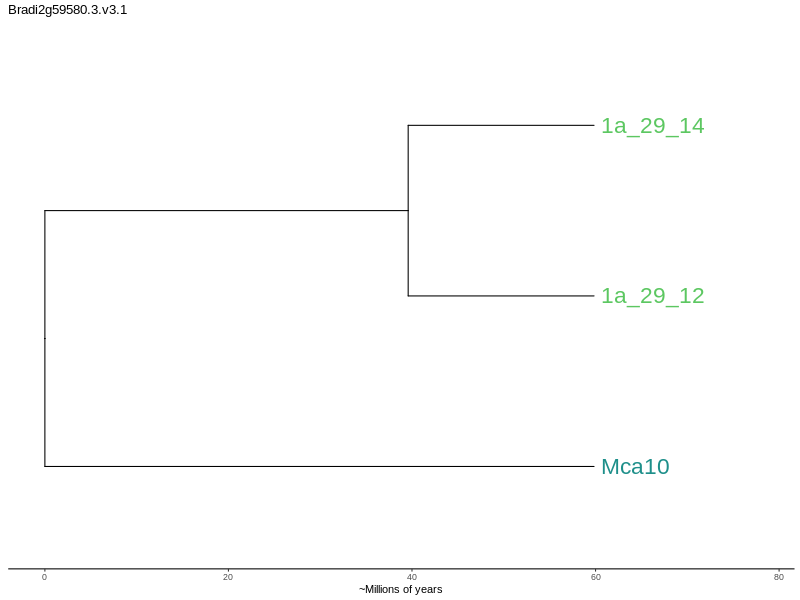 Bradi2g59580.3.v3.1
1a_29_14
1a_29_12
Mca10
0 20 40 60 80
~Millions of years